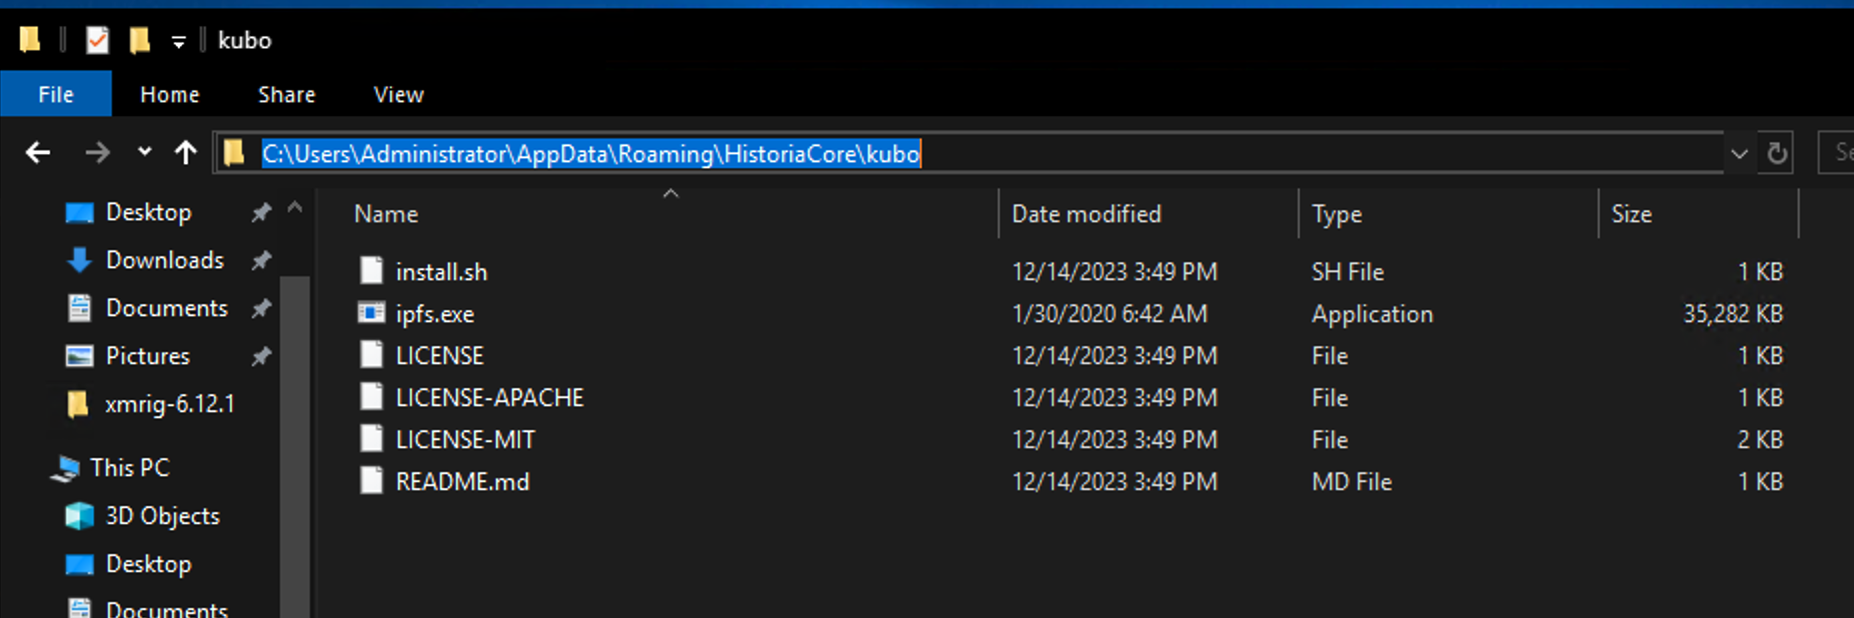 kubo
File Home Share View
C:\Users\Administrator\AppData\Roaming\HistoriaCore\kubo
Desktop
Downloads
Documents
Pictures
xmrig-6.12.1
This PC
3D Objects
Desktop
Documents
Name Date modified Type Size
install.sh 12/14/2023 3:49 PM SH File 1 KB
ipfs.exe 1/30/2020 6:42 AM Application 35,282 KB
LICENSE 12/14/2023 3:49 PM File 1 KB
LICENSE-APACHE 12/14/2023 3:49 PM File 1 KB
LICENSE-MIT 12/14/2023 3:49 PM File 2 KB
README.md 12/14/2023 3:49 PM MD File 1 KB